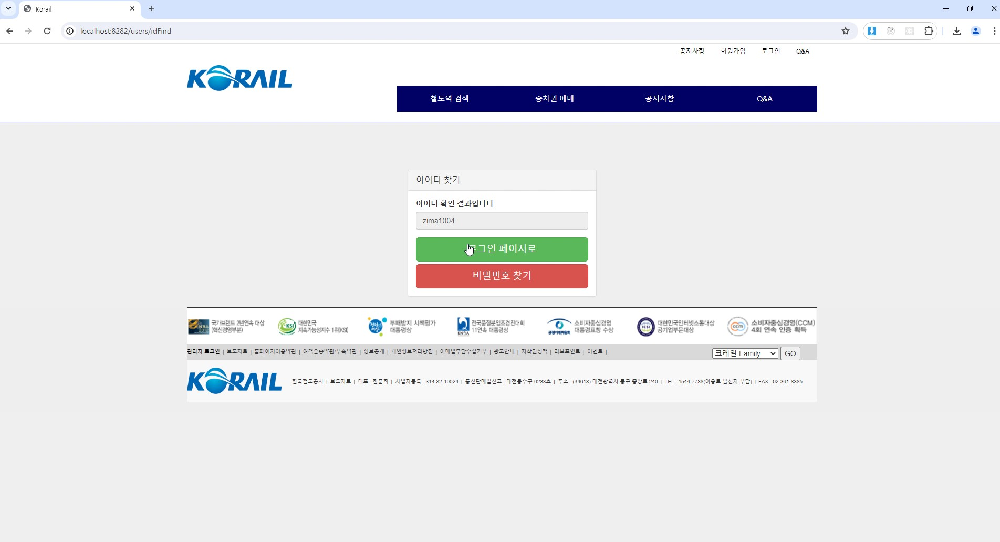 Korail
localhost:8282/users/idFind
공지사항 회원가입 로그인 Q&A
KORAIL
철도역 검색 승차권 예매 공지사항 Q&A
아이디 찾기
아이디 확인 결과입니다
zima1004
로그인 페이지로
비밀번호 찾기
국가브랜드 2년연속 대상 (혁신경영부분)
KSI 대한민국 지속가능성지수 1위(KSI)
부패방지 시책평가 대통령상
전국품질분임조경진대회 11연속 대통령상
공정거래위원회 소비자중심경영 대통령표창 수상
ICSI 대한민국인터넷소통대상 공기업부문대상
ccm 소비자중심경영(CCM) 4회 연속 인증 획득
관리자 로그인 | 보도자료 | 홈페이지이용약관 | 여객운송약관/부속약관 | 정보공개 | 개인정보처리방침 | 이메일무단수집거부 | 광고안내 | 저작권정책 | 러브포인트 | 이벤트 |
코레일 Family GO
KORAIL
한국철도공사 | 보도자료 | 대표 : 한문희 | 사업자등록 : 314-82-10024 | 통신판매업신고 : 대전동수구-0233호 | 주소 : (34618) 대전광역시 동구 중앙로 240 | TEL : 1544-7788(이용료 발신자 부담) | FAX : 02-361-8385